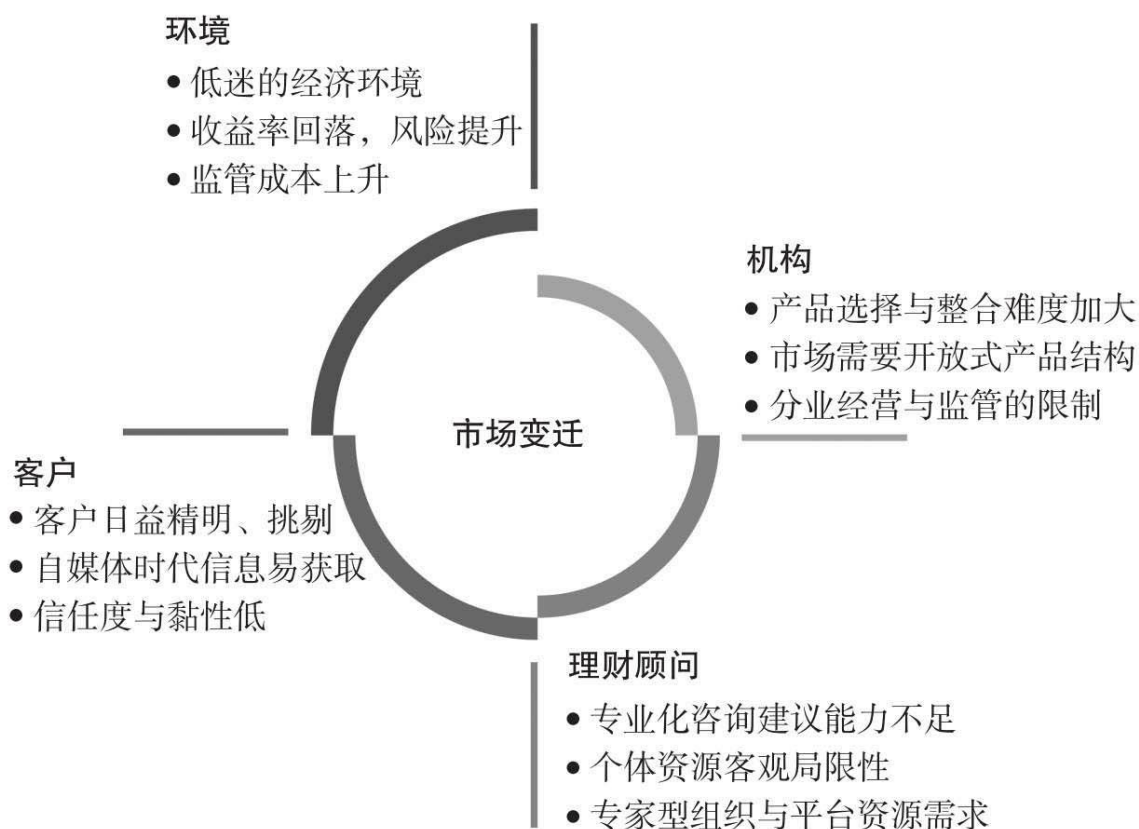 环境
• 低迷的经济环境
• 收益率回落，风险提升
• 监管成本上升
机构
• 产品选择与整合难度加大
• 市场需要开放式产品结构
• 分业经营与监管的限制
市场变迁
客户
• 客户日益精明、挑剔
• 自媒体时代信息易获取
• 信任度与黏性低
理财顾问
• 专业化咨询建议能力不足
• 个体资源客观局限性
• 专家型组织与平台资源需求